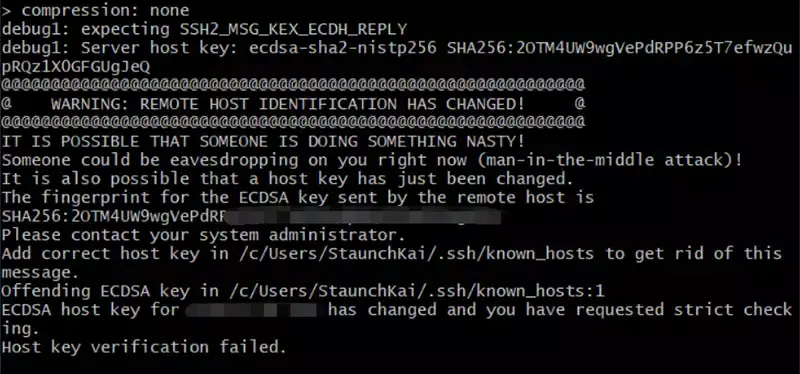 > compression: none
debug1: expecting SSH2_MSG_KEX_ECDH_REPLY
debug1: Server host key: ecdsa-sha2-nistp256 SHA256:2OTM4UW9wgVePdRPP6z5T7efwzQu
pRQz1XOGFGUgJeQ
@@@@@@@@@@@@@@@@@@@@@@@@@@@@@@@@@@@@@@@@@@@@@@@@@@@@@@@@@@@
@    WARNING: REMOTE HOST IDENTIFICATION HAS CHANGED!     @
@@@@@@@@@@@@@@@@@@@@@@@@@@@@@@@@@@@@@@@@@@@@@@@@@@@@@@@@@@@
IT IS POSSIBLE THAT SOMEONE IS DOING SOMETHING NASTY!
Someone could be eavesdropping on you right now (man-in-the-middle attack)!
It is also possible that a host key has just been changed.
The fingerprint for the ECDSA key sent by the remote host is
SHA256:2OTM4UW9wgVePdR
Please contact your system administrator.
Add correct host key in /c/Users/StaunchKai/.ssh/known_hosts to get rid of this
message.
Offending ECDSA key in /c/Users/StaunchKai/.ssh/known_hosts:1
ECDSA host key for has changed and you have requested strict check
ing.
Host key verification failed.